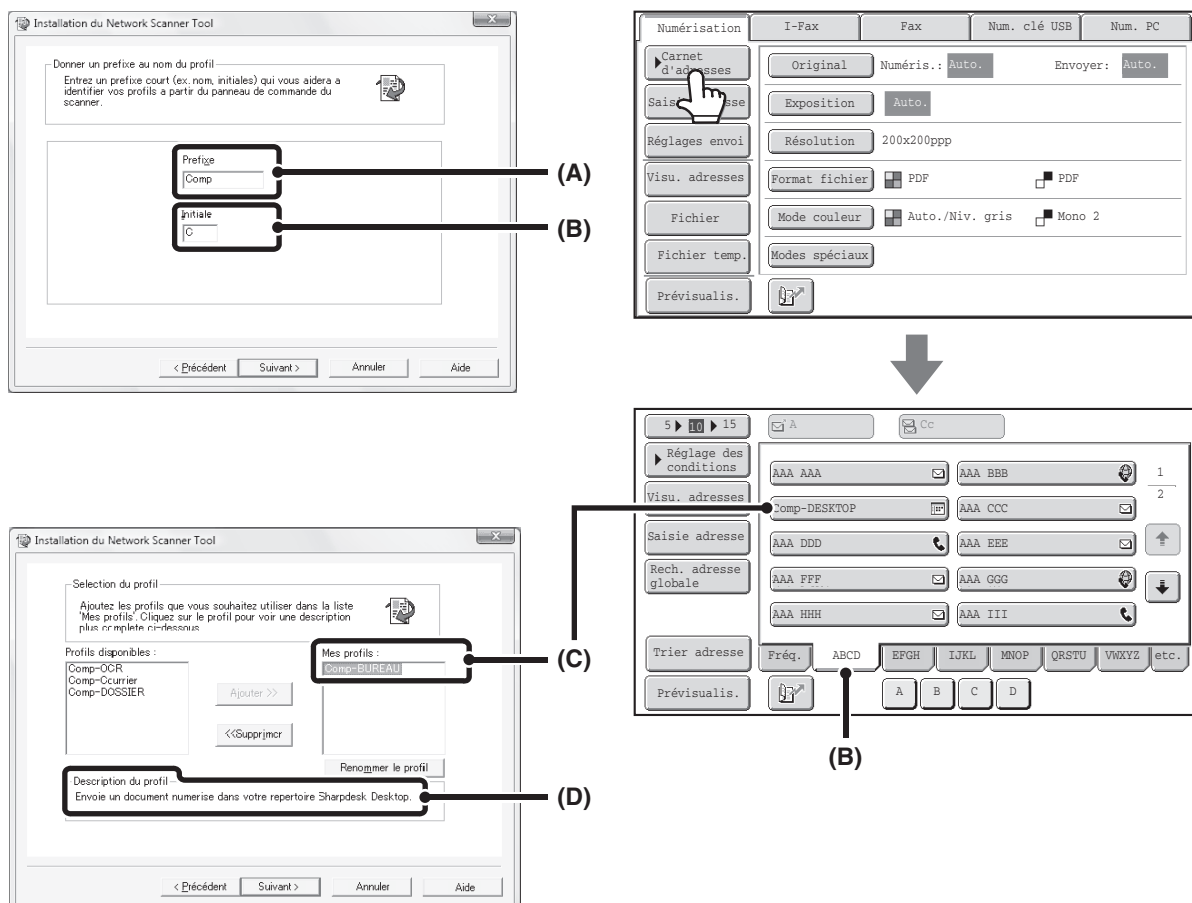 Installation du Network Scanner Tool
Donner un prefixe au nom du profil
Entrez un prefixe court (ex. nom, initiales) qui vous aidera a
identifier vos profils a partir du panneau de commande du
scanner.
Prefixe
Comp
Initiale
C
< Précédent
Suivant >
Annuler
Aide
(A)
(B)
Numérisation
I-Fax
Fax
Num. clé USB
Num. PC
Carnet
d'adresses
Réglages envoi
Visu. adresses
Fichier
Fichier temp.
Prévisualis.
Original
Numéris.: Auto.
Envoyer: Auto.
Exposition
Auto.
Résolution
200x200ppp
Format fichier
PDF
PDF
Mode couleur
Auto./Niv. gris
Mono 2
Modes spéciaux
Installation du Network Scanner Tool
Selection du profil
Ajoutez les profils que vous souhaitez utiliser dans la liste
'Mes profils'. Cliquez sur le profil pour voir une description
plus complete ci-dessous
Profils disponibles :
Comp-OCR
Comp-Ccurrier
Comp-DOSSIER
Ajouter >>
<<Supprimer
Mes profils :
Comp-BUREAU
Renommer le profil
Description du profil
Envoie un document numerise dans votre repertoire Sharpdesk Desktop.
< Précédent
Suivant >
Annuler
Aide
(C)
(D)
5 10 15
A
Cc
Réglage des
conditions
Visu. adresses
Saisie adresse
Rech. adresse
globale
Trier adresse
Prévisualis.
AAA AAA
AAA BBB
Comp-DESKTOP
AAA CCC
AAA DDD
AAA EEE
AAA FFF
AAA GGG
AAA HHH
AAA III
1
2
Fréq.
ABCD
EFGH
IJKL
MNOP
QRSTU
VWXYZ
etc.
A
B
C
D
(B)